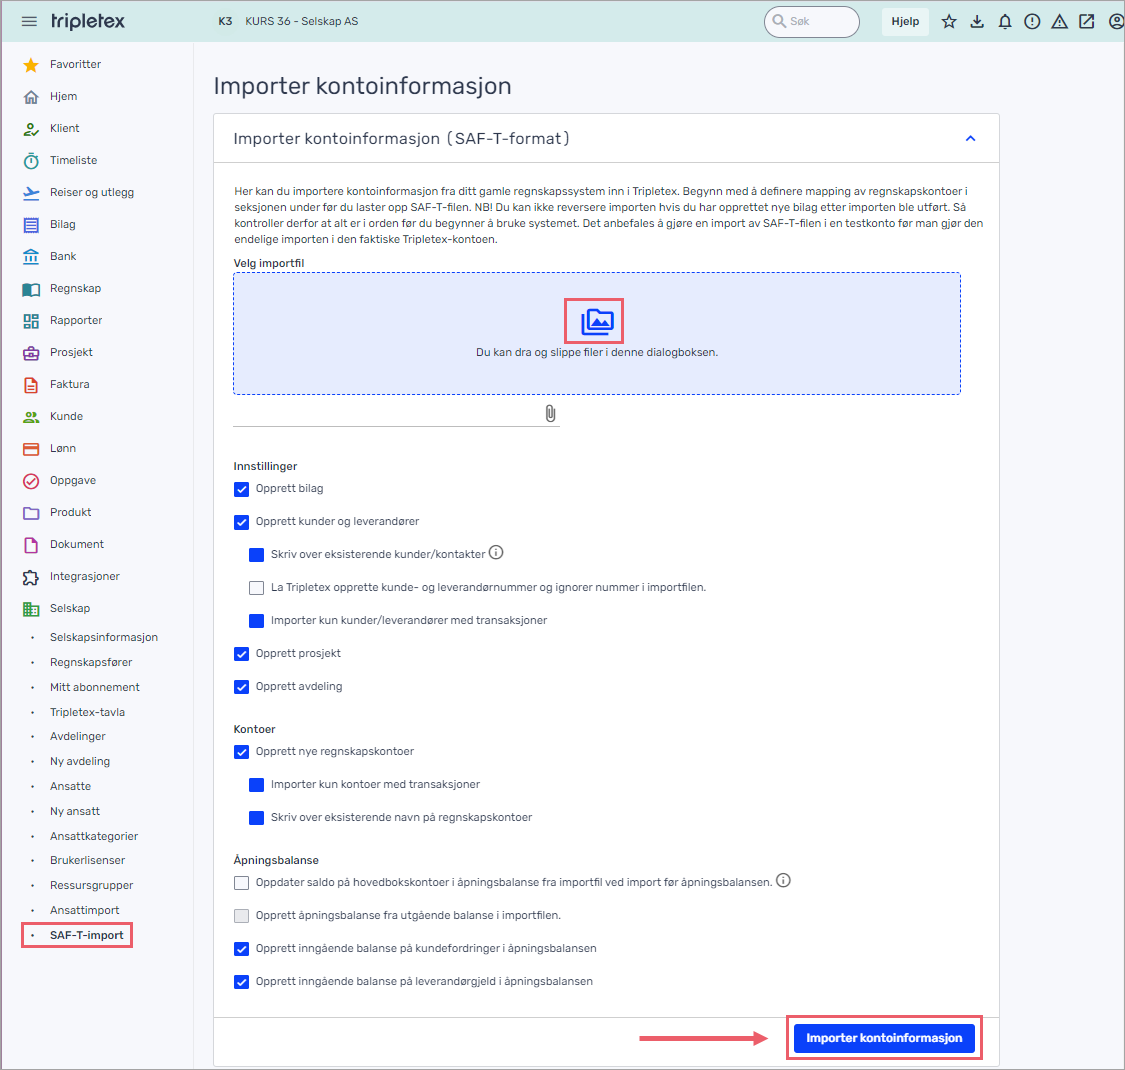 tripletex
K3 KURS 36 - Selskap AS
Søk
Hjelp
Favoritter
Hjem
Klient
Timeliste
Reiser og utlegg
Bilag
Bank
Regnskap
Rapporter
Prosjekt
Faktura
Kunde
Lønn
Oppgave
Produkt
Dokument
Integrasjoner
Selskap
Selskapsinformasjon
Regnskapsfører
Mitt abonnement
Tripletex-tavla
Avdelinger
Ny avdeling
Ansatte
Ny ansatt
Ansattkategorier
Brukerlisenser
Ressursgrupper
Ansattimport
SAF-T-import
Importer kontoinformasjon
Importer kontoinformasjon (SAF-T-format)
Her kan du importere kontoinformasjon fra ditt gamle regnskapssystem inn i Tripletex. Begynn med å definere mapping av regnskapskontoer i
seksjonen under før du laster opp SAF-T-filen. NB! Du kan ikke reversere importen hvis du har opprettet nye bilag etter importen ble utført. Så
kontroller derfor at alt er i orden før du begynner å bruke systemet. Det anbefales å gjøre en import av SAF-T-filen i en testkonto før man gjør den
endelige importen i den faktiske Tripletex-kontoen.
Velg importfil
Du kan dra og slippe filer i denne dialogboksen.
Innstillinger
Opprett bilag
Opprett kunder og leverandører
Skriv over eksisterende kunder/kontakter
La Tripletex opprette kunde- og leverandørnummer og ignorer nummer i importfilen.
Importer kun kunder/leverandører med transaksjoner
Opprett prosjekt
Opprett avdeling
Kontoer
Opprett nye regnskapskontoer
Importer kun kontoer med transaksjoner
Skriv over eksisterende navn på regnskapskontoer
Åpningsbalanse
Oppdater saldo på hovedbokskontoer i åpningsbalanse fra importfil ved import før åpningsbalansen.
Opprett åpningsbalanse fra utgående balanse i importfilen.
Opprett inngående balanse på kundefordringer i åpningsbalansen
Opprett inngående balanse på leverandørgjeld i åpningsbalansen
Importer kontoinformasjon